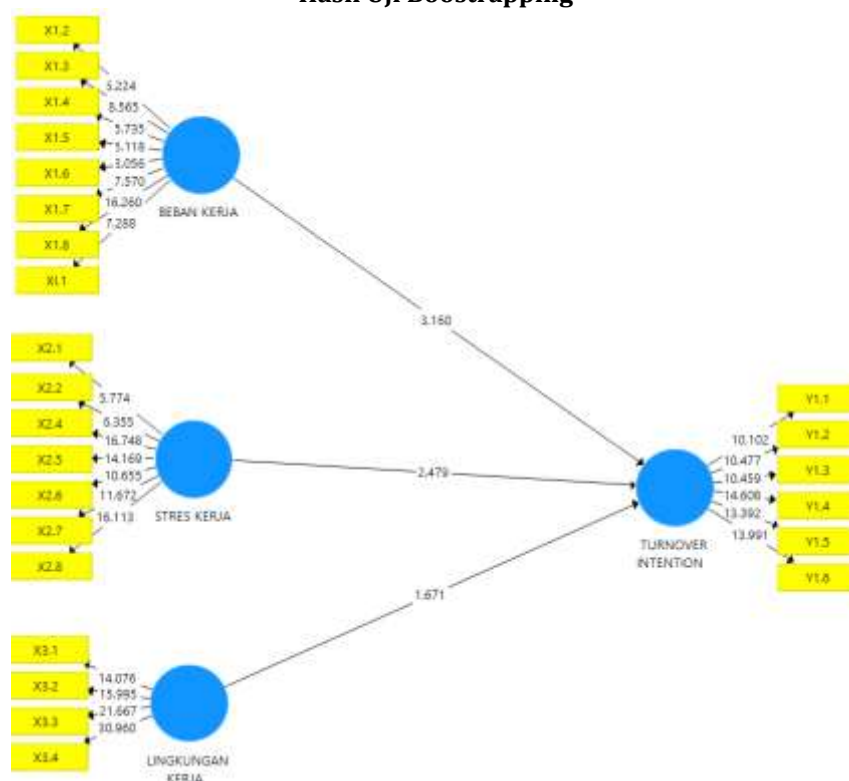 Hasil Uji Boostrapping
X1.2
X1.3
X1.4
X1.5
X1.6
X1.7
X1.8
XI.1
5.224
8.565
5.735
5.118
3.056
7.570
16.260
7.288
BEBAN KERJA
3.160
X2.1
X2.2
X2.4
X2.5
X2.6
X2.7
X2.8
5.774
6.355
16.748
14.169
10.655
11.672
16.113
STRES KERJA
2.479
X3.1
X3.2
X3.3
X3.4
14.076
15.995
21.667
30.960
LINGKUNGAN
KERJA
1.671
TURNOVER
INTENTION
10.102
10.477
10.459
14.608
13.392
13.991
Y1.1
Y1.2
Y1.3
Y1.4
Y1.5
Y1.6